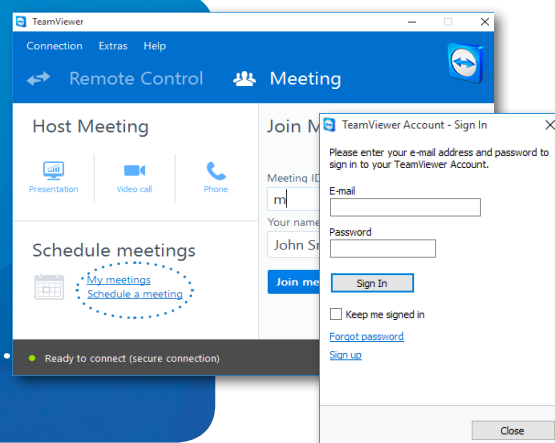 TeamViewer
Connection Extras Help
Remote Control Meeting
Host Meeting
Presentation Video call Phone
Schedule meetings
My meetings
Schedule a meeting
Join M
Meeting ID
m
Your name
John Sm
Join me
Ready to connect (secure connection)
TeamViewer Account - Sign In
Please enter your e-mail address and password to
sign in to your TeamViewer Account.
E-mail
Password
Sign In
Keep me signed in
Forgot password
Sign up
Close